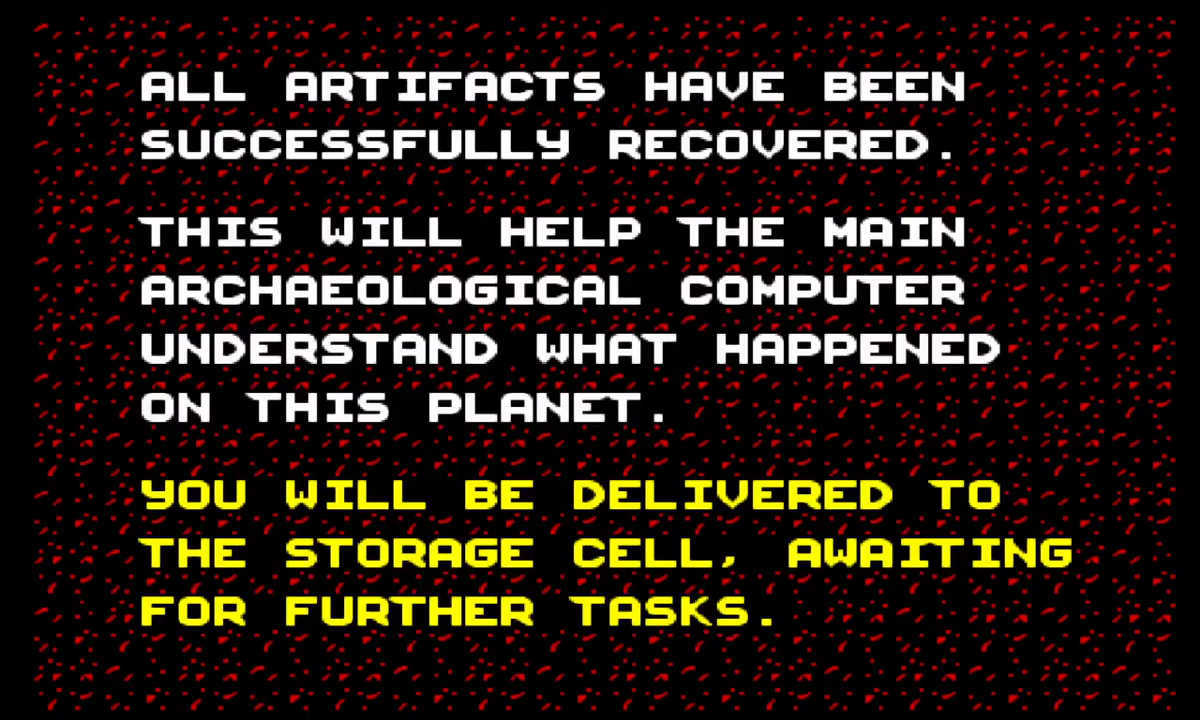 ALL ARTIFACTS HAVE BEEN
SUCCESSFULLY RECOVERED.
THIS WILL HELP THE MAIN
ARCHAEOLOGICAL COMPUTER
UNDERSTAND WHAT HAPPENED
ON THIS PLANET.
YOU WILL BE DELIVERED TO
THE STORAGE CELL, AWAITING
FOR FURTHER TASKS.